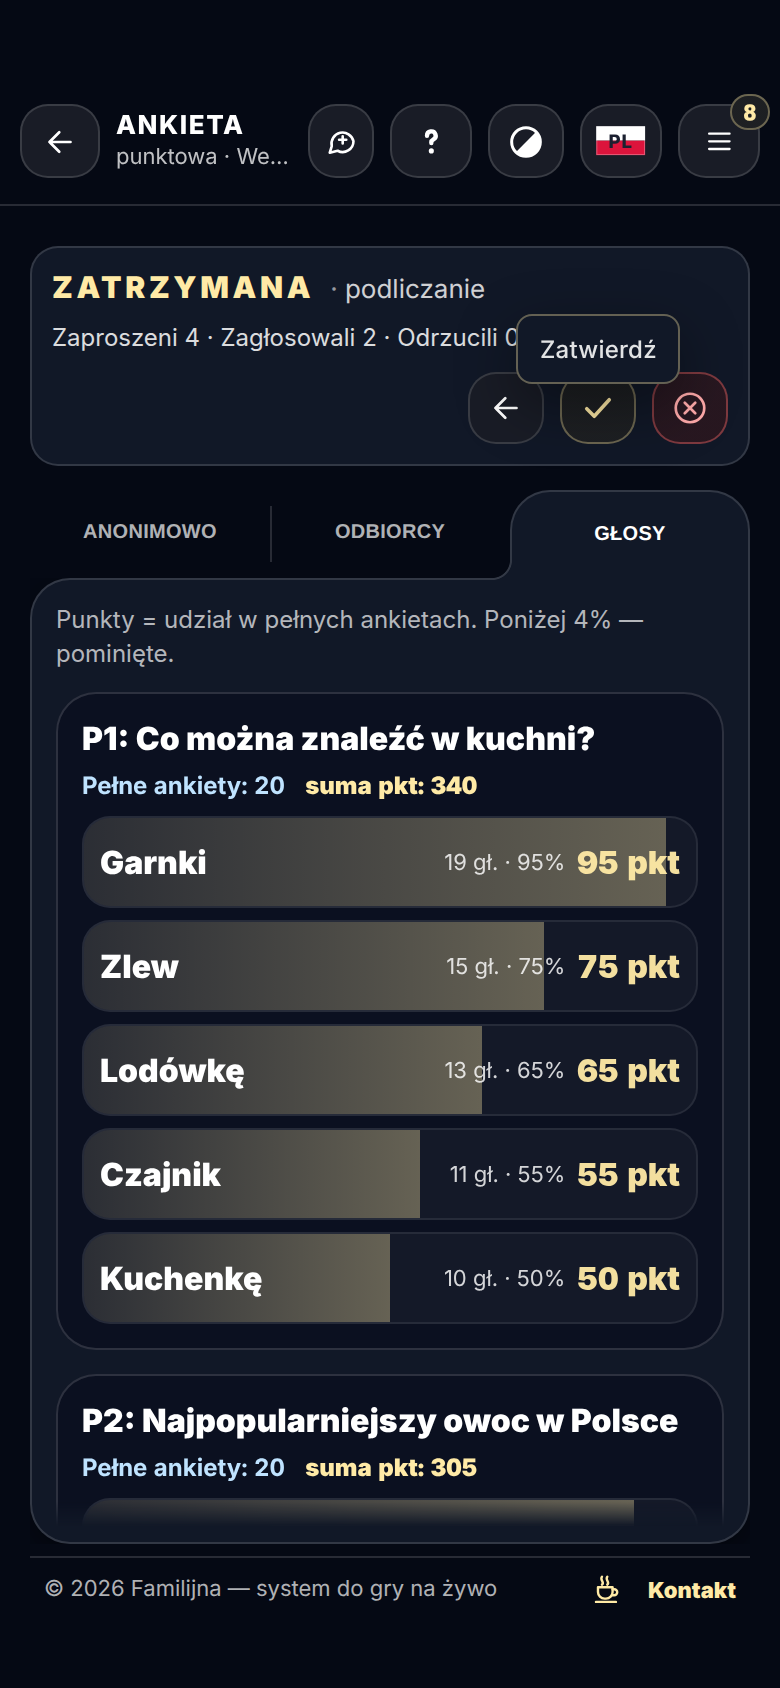 ANKIETA
punktowa · We...
?
PL
8
ZATRZYMANA · podliczanie
Zaproszeni 4 · Zagłosowali 2 · Odrzucili 0
Zatwierdź
ANONIMOWO
ODBIORCY
GŁOSY
Punkty = udział w pełnych ankietach. Poniżej 4% —
pominięte.
P1: Co można znaleźć w kuchni?
Pełne ankiety: 20 suma pkt: 340
Garnki 19 gł. · 95% 95 pkt
Zlew 15 gł. · 75% 75 pkt
Lodówkę 13 gł. · 65% 65 pkt
Czajnik 11 gł. · 55% 55 pkt
Kuchenkę 10 gł. · 50% 50 pkt
P2: Najpopularniejszy owoc w Polsce
Pełne ankiety: 20 suma pkt: 305
© 2026 Familijna — system do gry na żywo
Kontakt